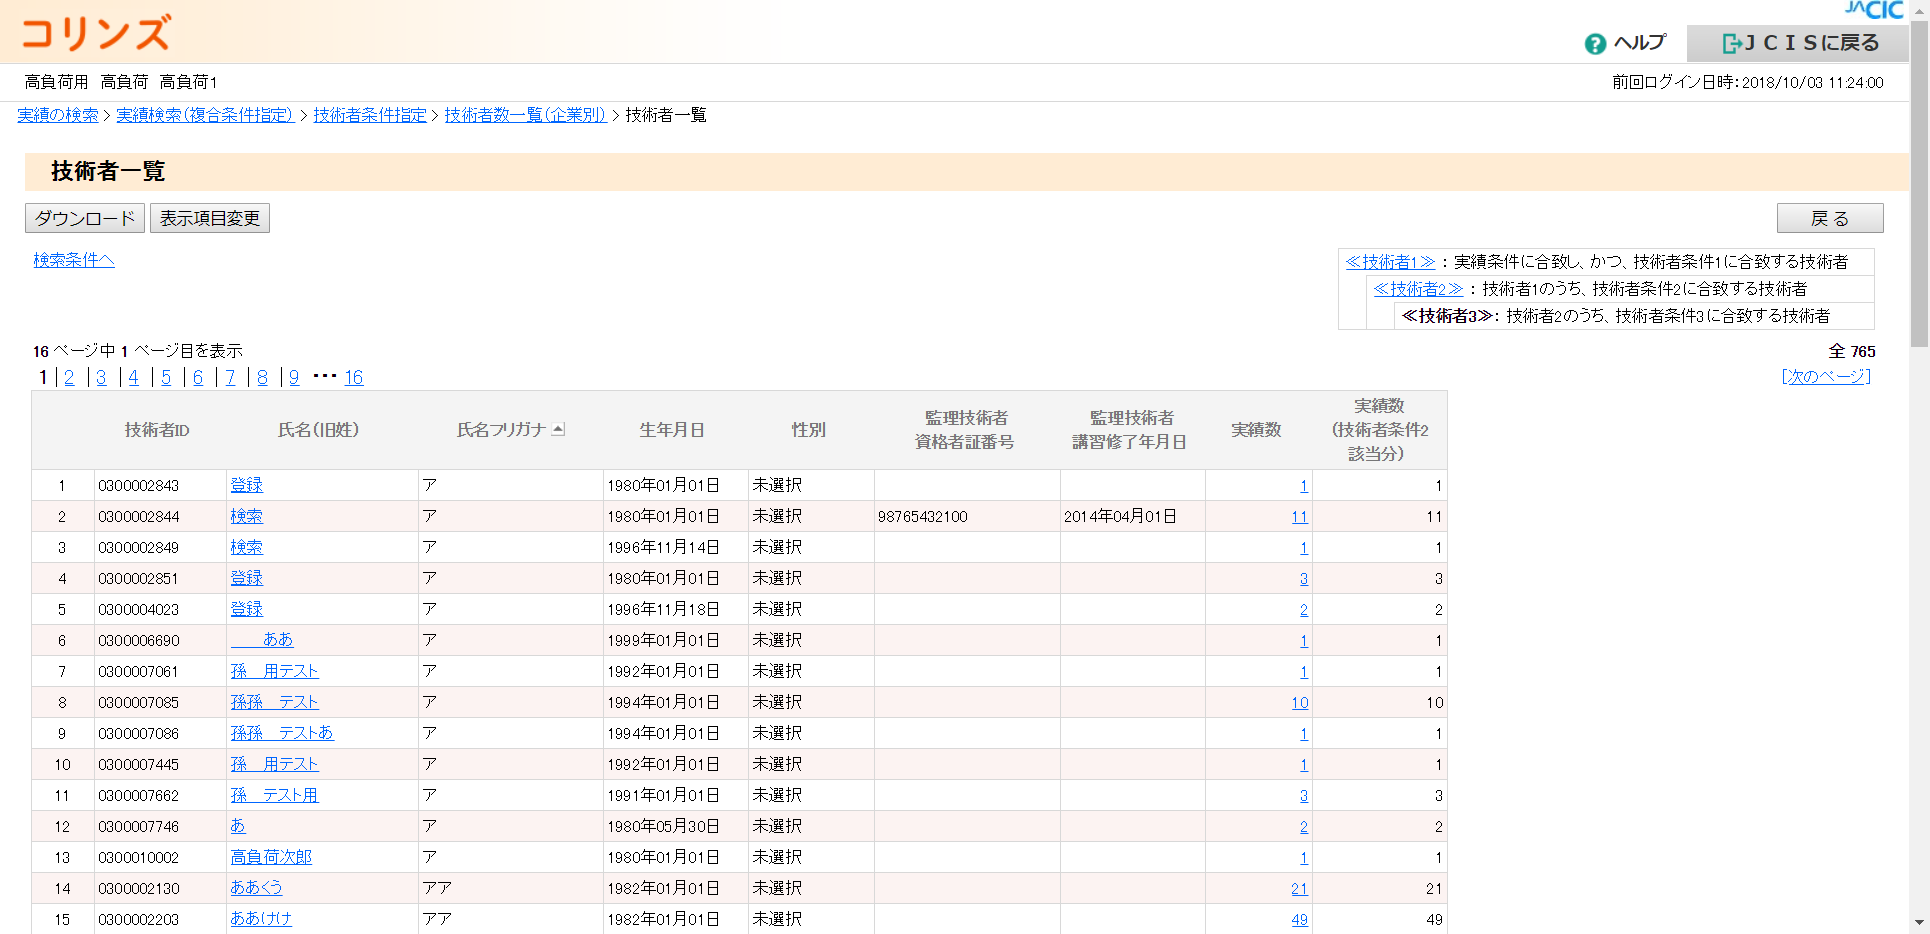 コリンズ
JACIC
ヘルプ
ＪＣＩＳに戻る
高負荷用 高負荷 高負荷1
前回ログイン日時：2018/10/03 11:24:00
実績の検索 > 実績検索（複合条件指定） > 技術者条件指定 > 技術者数一覧（企業別） > 技術者一覧
技術者一覧
ダウンロード 表示項目変更 戻 る
検索条件へ
≪技術者1≫ ： 実績条件に合致し、かつ、技術者条件1に合致する技術者
≪技術者2≫ ： 技術者1のうち、技術者条件2に合致する技術者
≪技術者3≫： 技術者2のうち、技術者条件3に合致する技術者
16 ページ中 1 ページ目を表示 全 765
1 | 2 | 3 | 4 | 5 | 6 | 7 | 8 | 9 ･･･ 16 [次のページ]
技術者ID 氏名（旧姓） 氏名フリガナ 生年月日 性別 監理技術者資格者証番号 監理技術者講習修了年月日 実績数 実績数（技術者条件2該当分）
1 0300002843 登録 ア 1980年01月01日 未選択 1 1
2 0300002844 検索 ア 1980年01月01日 未選択 98765432100 2014年04月01日 11 11
3 0300002849 検索 ア 1996年11月14日 未選択 1 1
4 0300002851 登録 ア 1980年01月01日 未選択 3 3
5 0300004023 登録 ア 1996年11月18日 未選択 2 2
6 0300006690 　　ああ ア 1999年01月01日 未選択 1 1
7 0300007061 孫　用テスト ア 1992年01月01日 未選択 1 1
8 0300007085 孫孫　テスト ア 1994年01月01日 未選択 10 10
9 0300007086 孫孫　テストあ ア 1994年01月01日 未選択 1 1
10 0300007445 孫　用テスト ア 1992年01月01日 未選択 1 1
11 0300007662 孫　テスト用 ア 1991年01月01日 未選択 3 3
12 0300007746 あ ア 1980年05月30日 未選択 2 2
13 0300010002 高負荷次郎 ア 1980年01月01日 未選択 1 1
14 0300002130 ああくう アア 1982年01月01日 未選択 21 21
15 0300002203 ああけけ アア 1982年01月01日 未選択 49 49